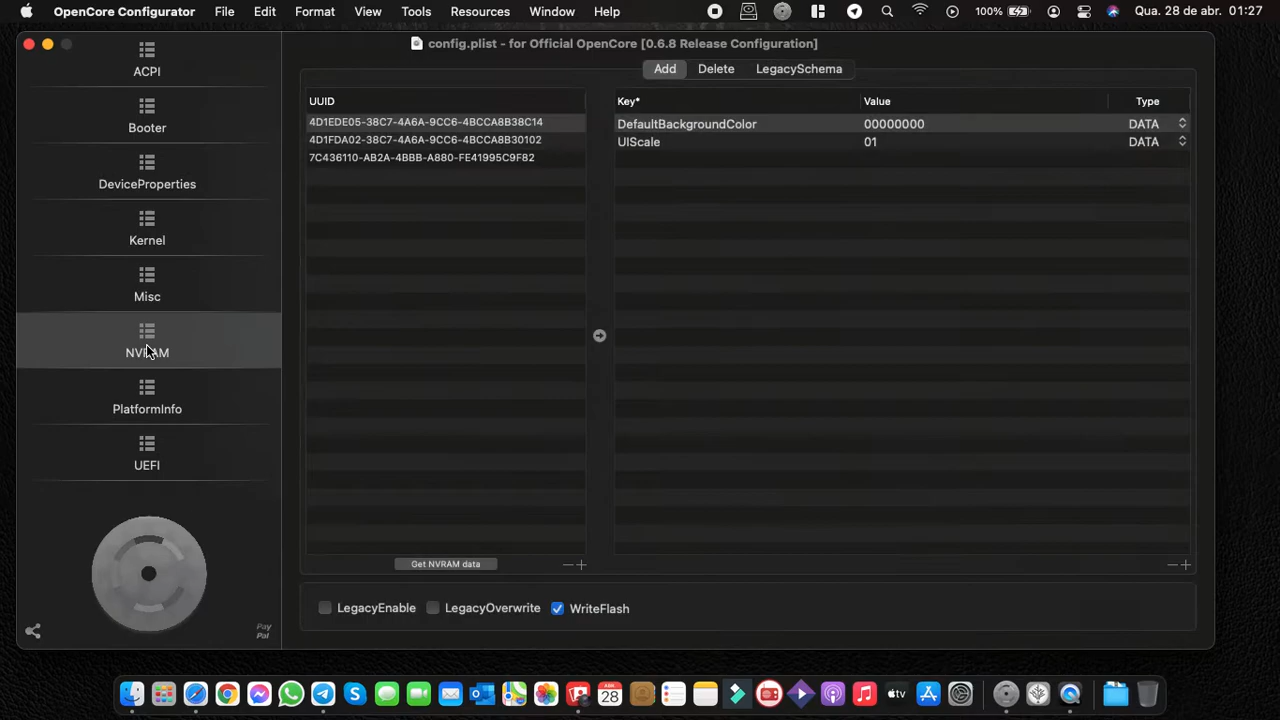 OpenCore Configurator File Edit Format View Tools Resources Window Help 100% Qua. 28 de abr. 01:27
config.plist - for Official OpenCore [0.6.8 Release Configuration]
ACPI
Booter
DeviceProperties
Kernel
Misc
NVRAM
PlatformInfo
UEFI
Pay
Pal
Add Delete LegacySchema
UUID
4D1EDE05-38C7-4A6A-9CC6-4BCCA8B38C14
4D1FDA02-38C7-4A6A-9CC6-4BCCA8B30102
7C436110-AB2A-4BBB-A880-FE41995C9F82
Get NVRAM data
Key* Value Type
DefaultBackgroundColor 00000000 DATA
UIScale 01 DATA
LegacyEnable LegacyOverwrite WriteFlash
28
tv